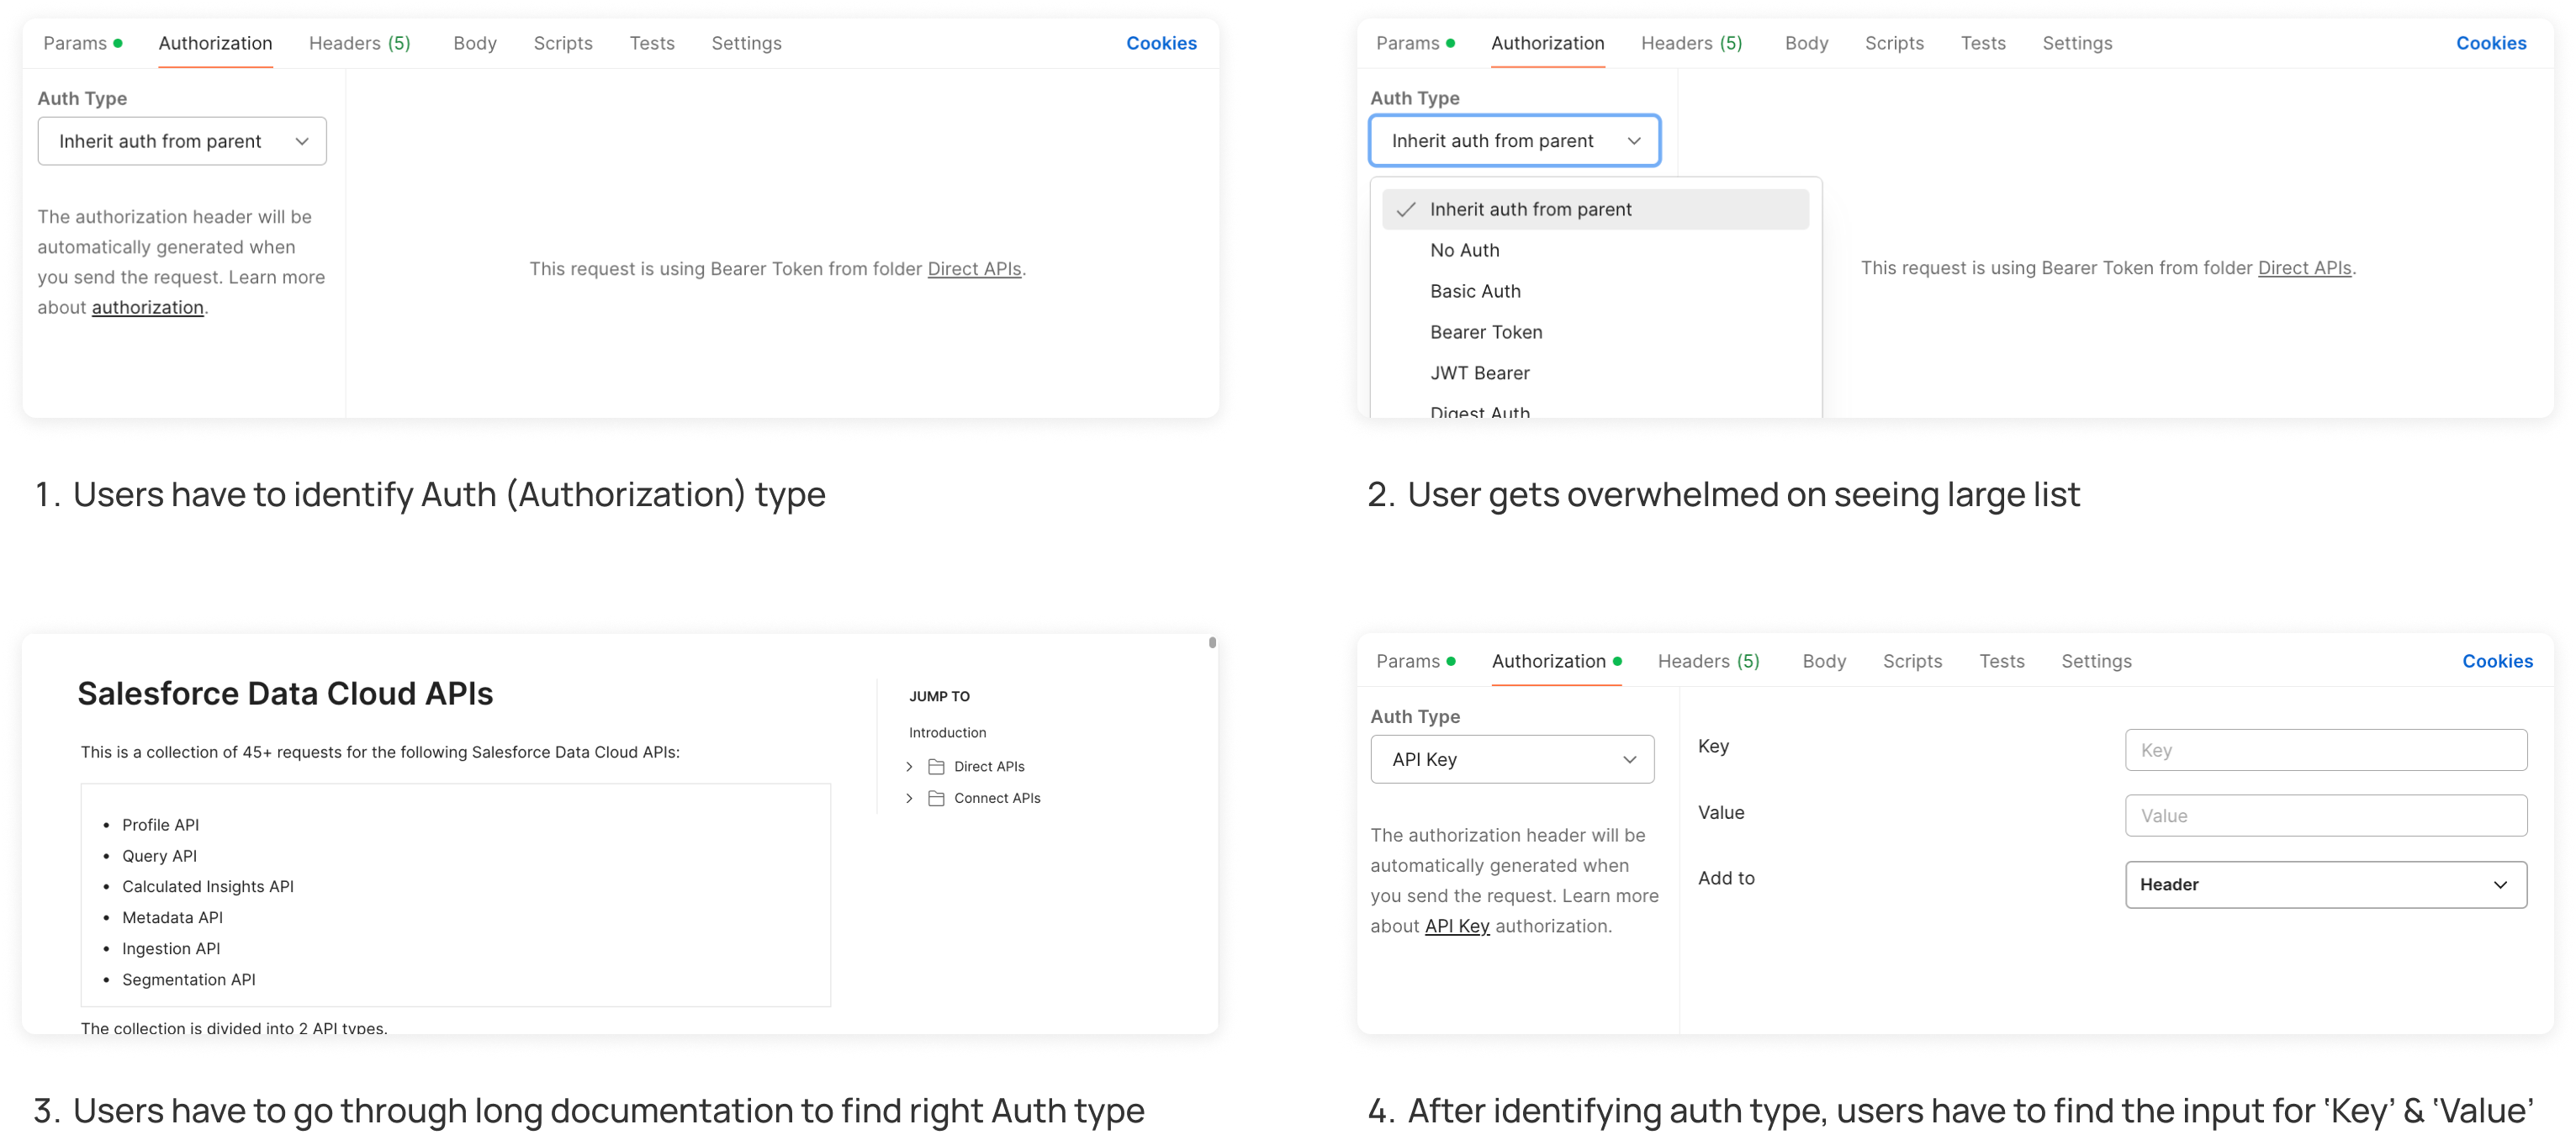 Params Authorization Headers (5) Body Scripts Tests Settings Cookies
Auth Type
Inherit auth from parent
The authorization header will be
automatically generated when
you send the request. Learn more
about authorization.
This request is using Bearer Token from folder Direct APIs.
1. Users have to identify Auth (Authorization) type
Params Authorization Headers (5) Body Scripts Tests Settings Cookies
Auth Type
Inherit auth from parent
Inherit auth from parent
No Auth
Basic Auth
Bearer Token
JWT Bearer
Digest Auth
This request is using Bearer Token from folder Direct APIs.
2. User gets overwhelmed on seeing large list
Salesforce Data Cloud APIs
This is a collection of 45+ requests for the following Salesforce Data Cloud APIs:
• Profile API
• Query API
• Calculated Insights API
• Metadata API
• Ingestion API
• Segmentation API
The collection is divided into 2 API types.
JUMP TO
Introduction
Direct APIs
Connect APIs
3. Users have to go through long documentation to find right Auth type
Params Authorization Headers (5) Body Scripts Tests Settings Cookies
Auth Type
API Key
The authorization header will be
automatically generated when
you send the request. Learn more
about API Key authorization.
Key Key
Value Value
Add to Header
4. After identifying auth type, users have to find the input for ‘Key’ & ‘Value’